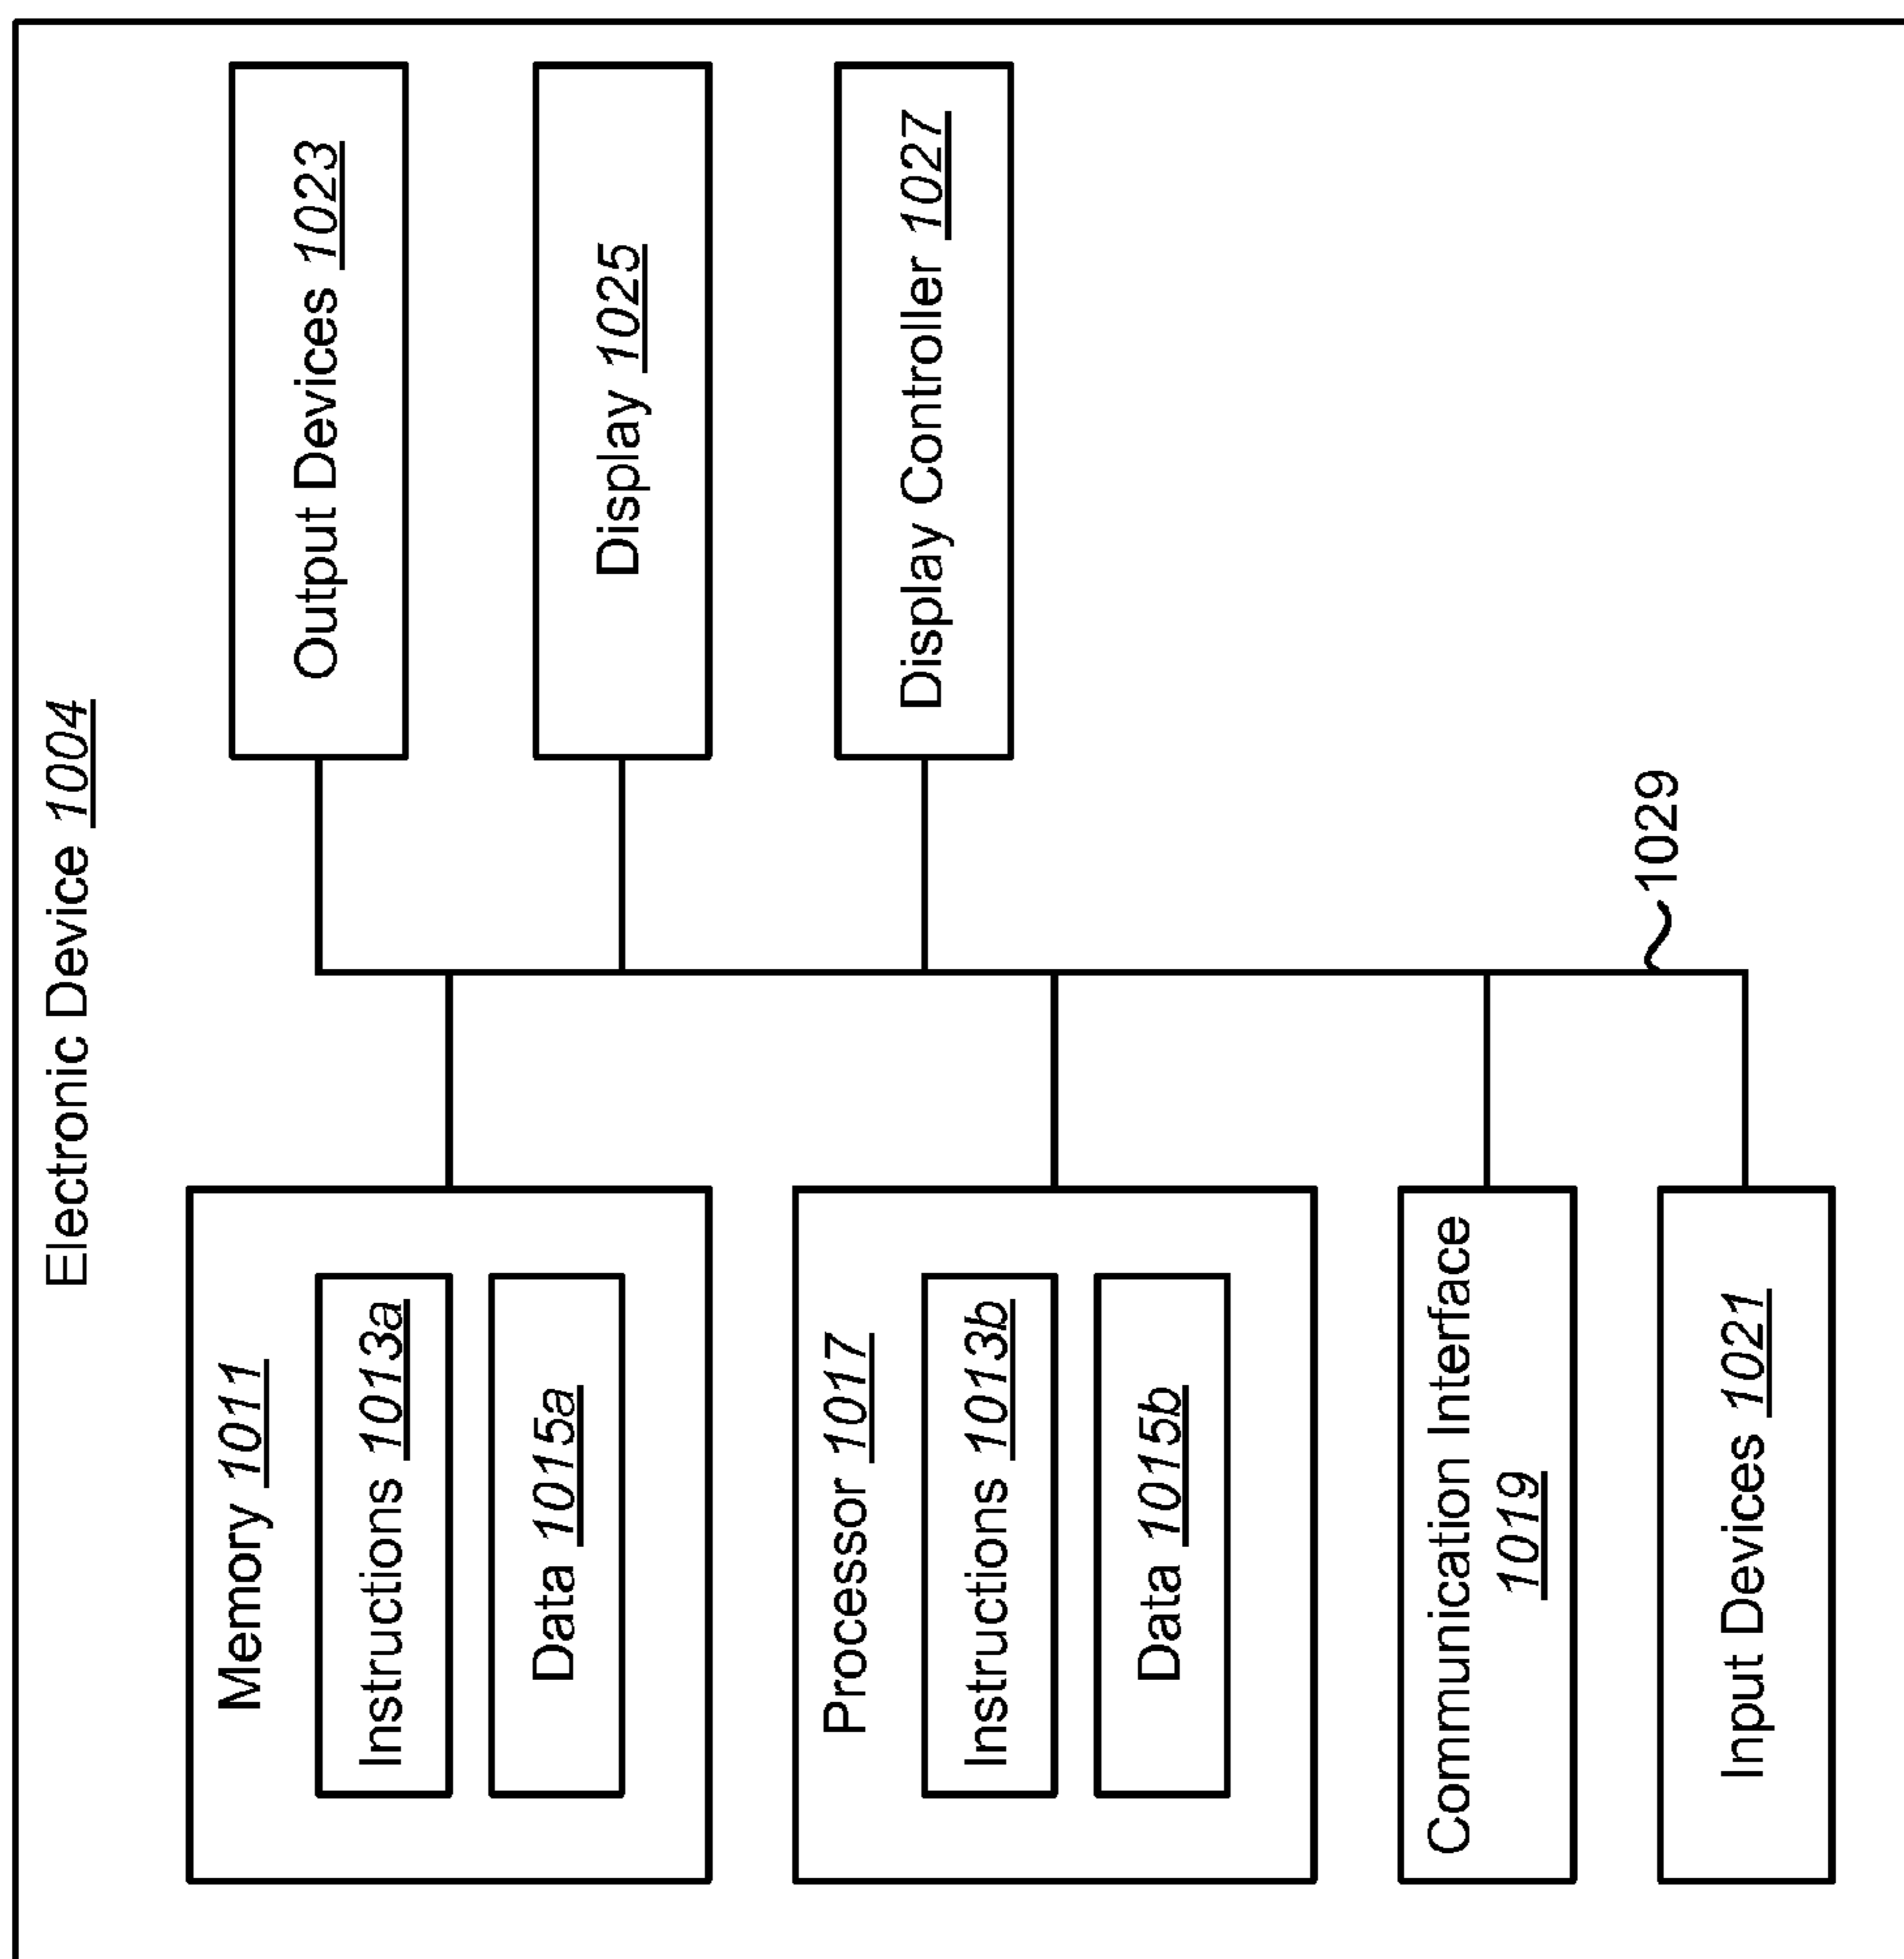 Electronic Device 1004
Memory 1011
Instructions 1013a
Data 1015a
Processor 1017
Instructions 1013b
Data 1015b
Communication Interface
1019
Input Devices 1021
Output Devices 1023
Display 1025
Display Controller 1027
1029